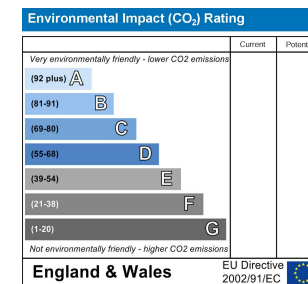 Environmental Impact (CO₂) Rating
Current Potent
Very environmentally friendly - lower CO2 emissions
(92 plus) A
(81-91) B
(69-80) C
(55-68) D
(39-54) E
(21-38) F
(1-20) G
Not environmentally friendly - higher CO2 emissions
England & Wales
EU Directive
2002/91/EC